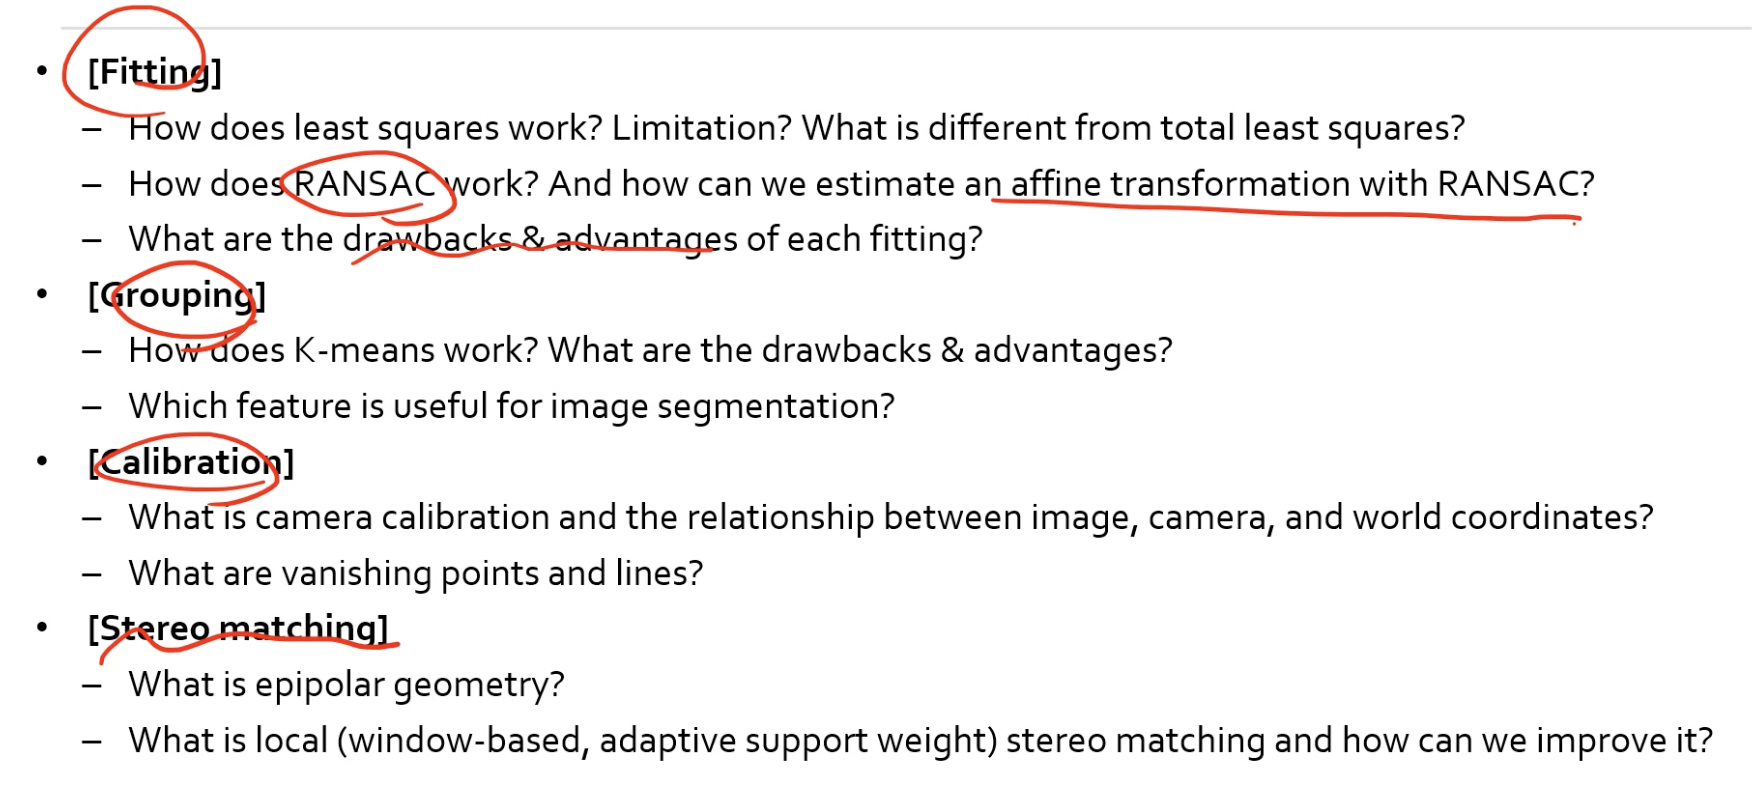 • [Fitting]
– How does least squares work? Limitation? What is different from total least squares?
– How does RANSAC work? And how can we estimate an affine transformation with RANSAC?
– What are the drawbacks & advantages of each fitting?
• [Grouping]
– How does K-means work? What are the drawbacks & advantages?
– Which feature is useful for image segmentation?
• [Calibration]
– What is camera calibration and the relationship between image, camera, and world coordinates?
– What are vanishing points and lines?
• [Stereo matching]
– What is epipolar geometry?
– What is local (window-based, adaptive support weight) stereo matching and how can we improve it?